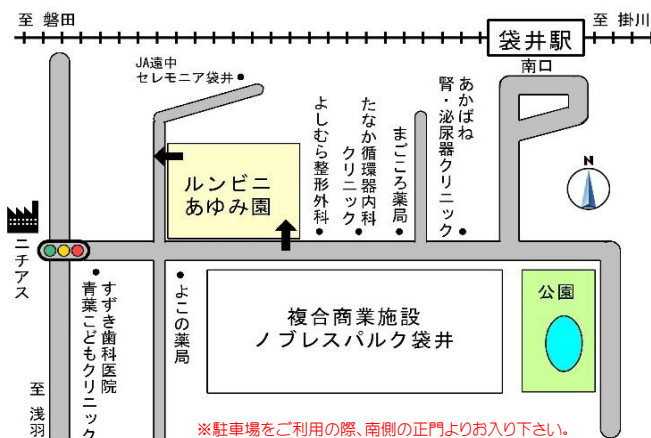 至 磐田
至 掛川
袋井駅
南口
JA遠中
セレモニア袋井
よしむら整形外科
たなか循環器内科
クリニック
まごころ薬局
あかばね
腎・泌尿器クリニック
N
ルンビニ
あゆみ園
ニチアス
すずき歯科医院
青葉こどもクリニック
よこの薬局
複合商業施設
ノブレスパルク袋井
公園
至 浅羽
※駐車場をご利用の際、南側の正門よりお入り下さい。